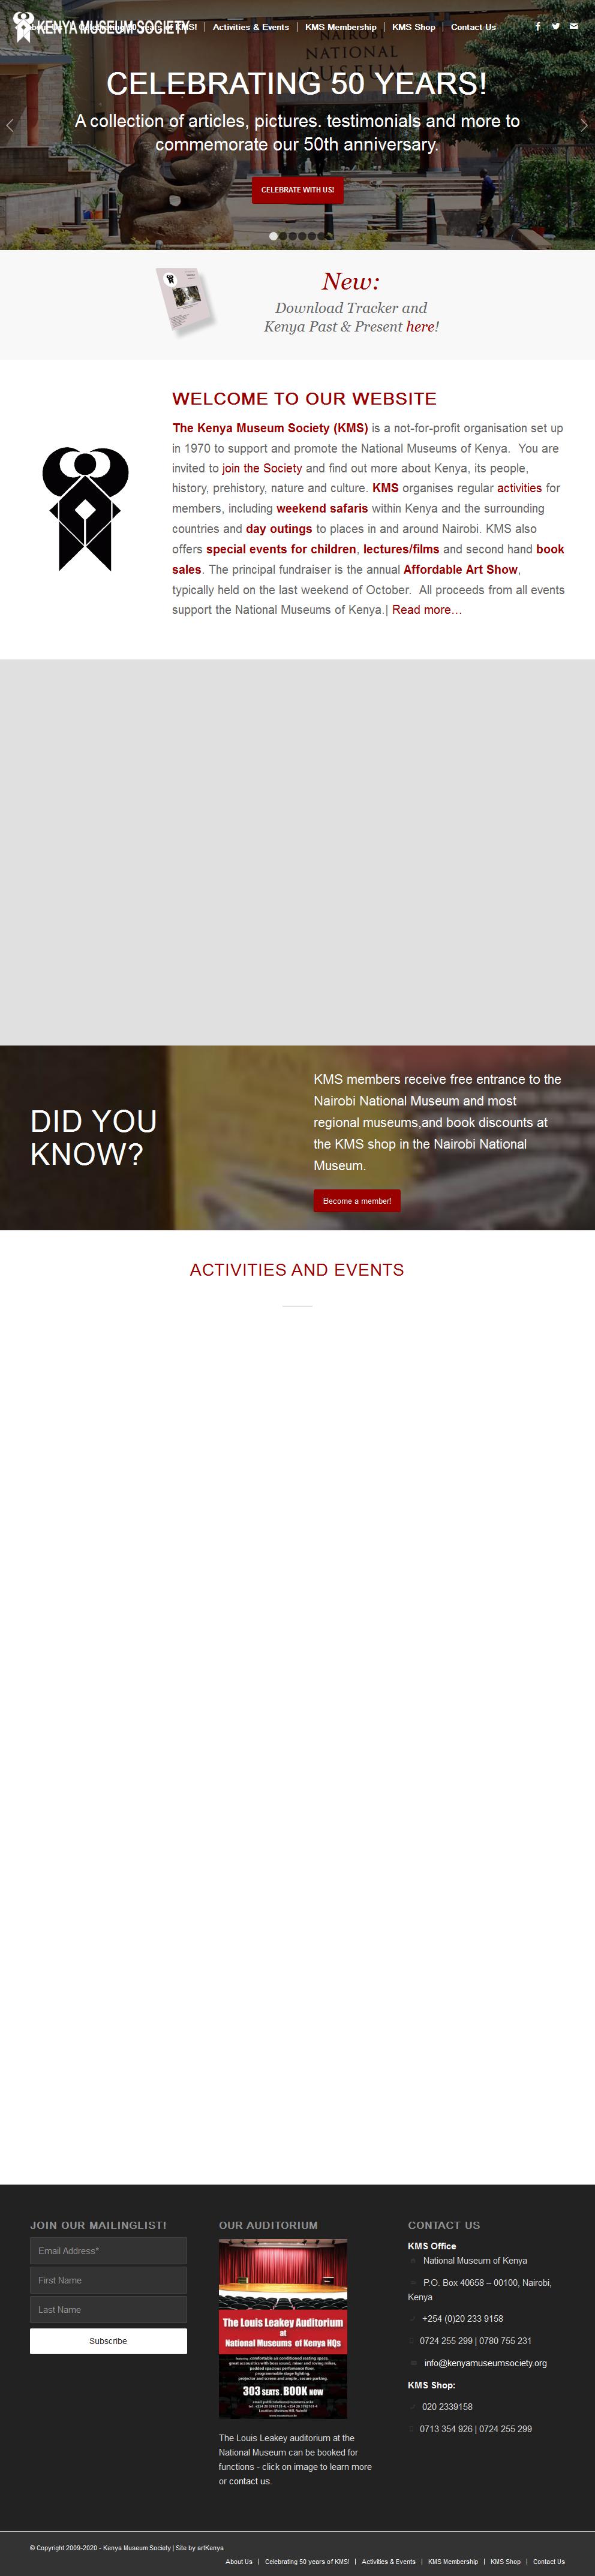 KENYA MUSEUM SOCIETY
KMS! | Activities & Events | KMS Membership | KMS Shop | Contact Us
NAIROBI
NATIONAL
MUSEUM
CELEBRATING 50 YEARS!
A collection of articles, pictures. testimonials and more to
commemorate our 50th anniversary.
CELEBRATE WITH US!
New:
Download Tracker and
Kenya Past & Present here!
WELCOME TO OUR WEBSITE
The Kenya Museum Society (KMS) is a not-for-profit organisation set up
in 1970 to support and promote the National Museums of Kenya. You are
invited to join the Society and find out more about Kenya, its people,
history, prehistory, nature and culture. KMS organises regular activities for
members, including weekend safaris within Kenya and the surrounding
countries and day outings to places in and around Nairobi. KMS also
offers special events for children, lectures/films and second hand book
sales. The principal fundraiser is the annual Affordable Art Show,
typically held on the last weekend of October. All proceeds from all events
support the National Museums of Kenya.| Read more…
DID YOU
KNOW?
KMS members receive free entrance to the
Nairobi National Museum and most
regional museums,and book discounts at
the KMS shop in the Nairobi National
Museum.
Become a member!
ACTIVITIES AND EVENTS
JOIN OUR MAILINGLIST!
Email Address*
First Name
Last Name
Subscribe
OUR AUDITORIUM
The Louis Leakey Auditorium
at
National Museums of Kenya HQs
303 SEATS . BOOK NOW
The Louis Leakey auditorium at the
National Museum can be booked for
functions - click on image to learn more
or contact us.
CONTACT US
KMS Office
National Museum of Kenya
P.O. Box 40658 – 00100, Nairobi,
Kenya
+254 (0)20 233 9158
0724 255 299 | 0780 755 231
info@kenyamuseumsociety.org
KMS Shop:
020 2339158
0713 354 926 | 0724 255 299
© Copyright 2009-2020 - Kenya Museum Society | Site by artKenya
About Us | Celebrating 50 years of KMS! | Activities & Events | KMS Membership | KMS Shop | Contact Us